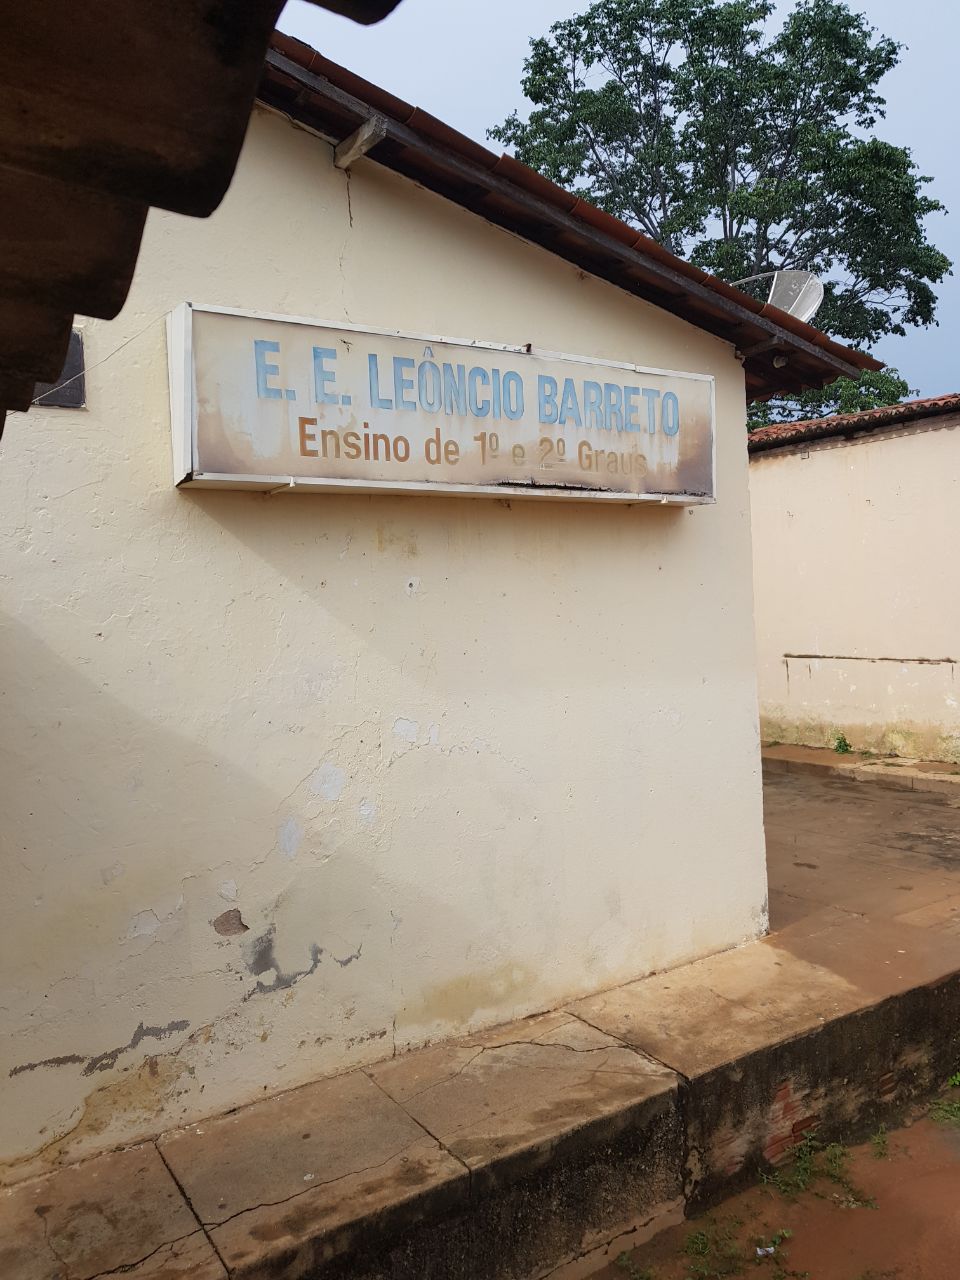 E. E. LEÔNCIO BARRETO
Ensino de 1º e 2º Graus